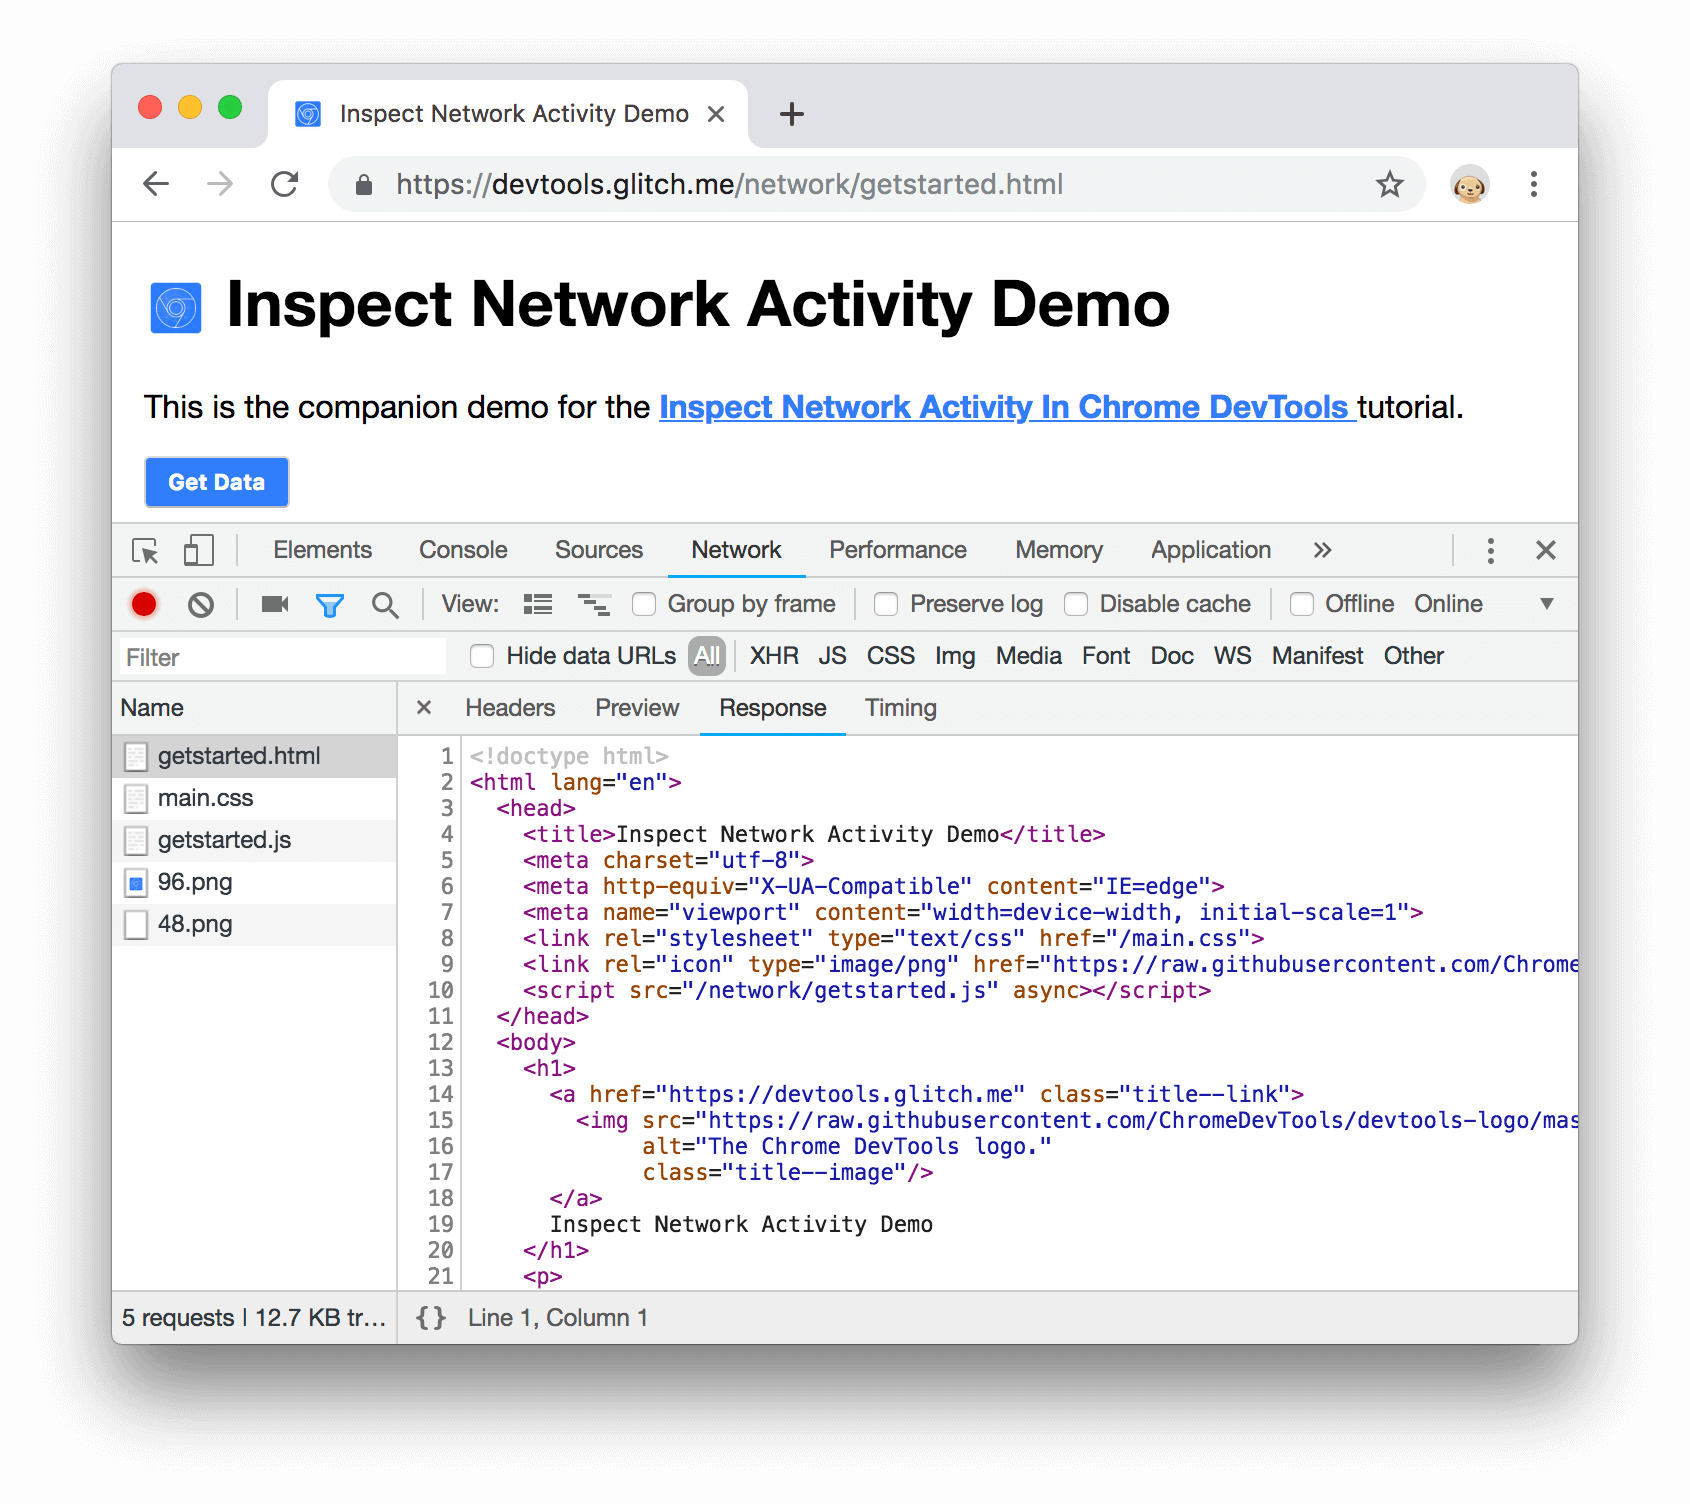 Inspect Network Activity Demo
https://devtools.glitch.me/network/getstarted.html
Inspect Network Activity Demo
This is the companion demo for the Inspect Network Activity In Chrome DevTools tutorial.
Get Data
Elements Console Sources Network Performance Memory Application
View: Group by frame Preserve log Disable cache Offline Online
Filter Hide data URLs All XHR JS CSS Img Media Font Doc WS Manifest Other
Name
getstarted.html
main.css
getstarted.js
96.png
48.png
5 requests | 12.7 KB tr...
Headers Preview Response Timing
1 <!doctype html>
2 <html lang="en">
3 <head>
4 <title>Inspect Network Activity Demo</title>
5 <meta charset="utf-8">
6 <meta http-equiv="X-UA-Compatible" content="IE=edge">
7 <meta name="viewport" content="width=device-width, initial-scale=1">
8 <link rel="stylesheet" type="text/css" href="/main.css">
9 <link rel="icon" type="image/png" href="https://raw.githubusercontent.com/Chrome
10 <script src="/network/getstarted.js" async></script>
11 </head>
12 <body>
13 <h1>
14 <a href="https://devtools.glitch.me" class="title--link">
15 <img src="https://raw.githubusercontent.com/ChromeDevTools/devtools-logo/mas
16 alt="The Chrome DevTools logo."
17 class="title--image"/>
18 </a>
19 Inspect Network Activity Demo
20 </h1>
21 <p>
{} Line 1, Column 1